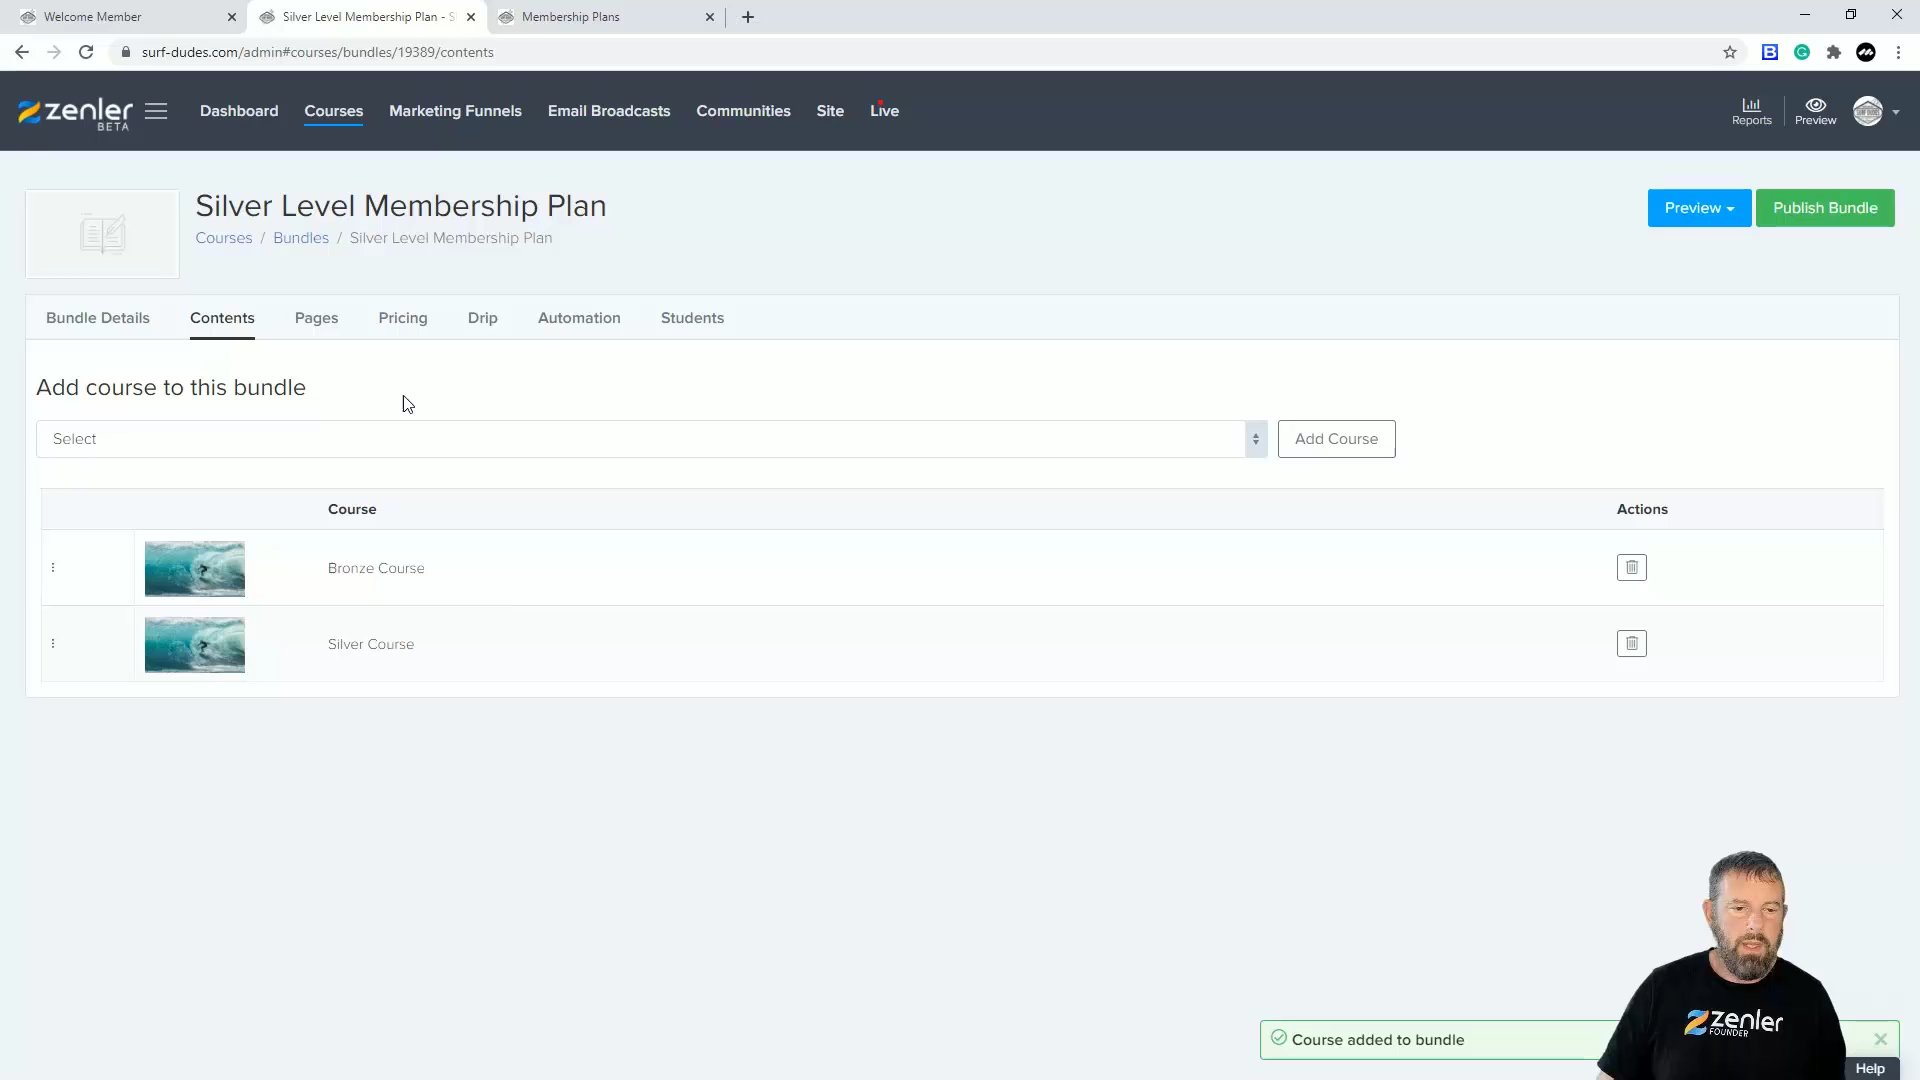 Welcome Member
Silver Level Membership Plan - S
Membership Plans
surf-dudes.com/admin#courses/bundles/19389/contents
zenler
BETA
Dashboard
Courses
Marketing Funnels
Email Broadcasts
Communities
Site
Live
Reports
Preview
Silver Level Membership Plan
Courses / Bundles / Silver Level Membership Plan
Preview
Publish Bundle
Bundle Details
Contents
Pages
Pricing
Drip
Automation
Students
Add course to this bundle
Select
Add Course
Course
Actions
Bronze Course
Silver Course
zenler
FOUNDER
Course added to bundle
Help